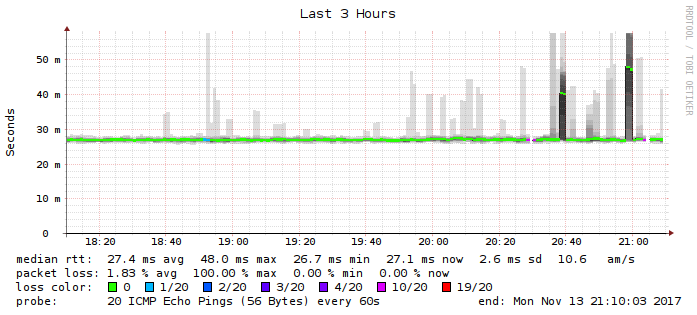 Last 3 Hours
RRDTOOL / TOBI OETIKER
Seconds
50 m
40 m
30 m
20 m
10 m
0
18:20 18:40 19:00 19:20 19:40 20:00 20:20 20:40 21:00
median rtt: 27.4 ms avg 48.0 ms max 26.7 ms min 27.1 ms now 2.6 ms sd 10.6 am/s
packet loss: 1.83 % avg 100.00 % max 0.00 % min 0.00 % now
loss color: 0 1/20 2/20 3/20 4/20 10/20 19/20
probe: 20 ICMP Echo Pings (56 Bytes) every 60s end: Mon Nov 13 21:10:03 2017